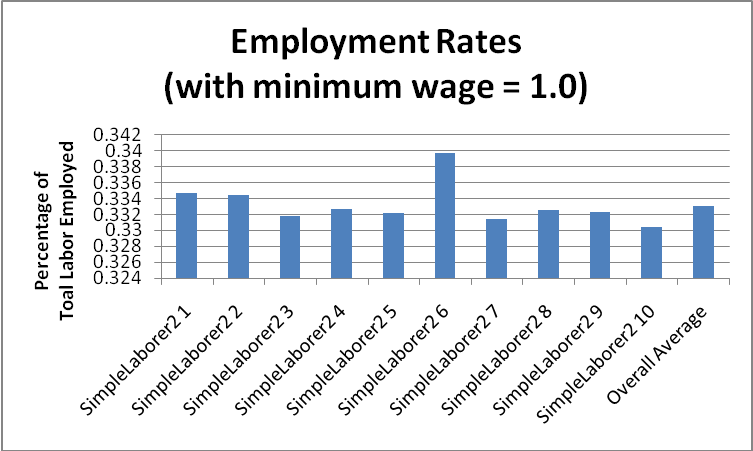 Employment Rates
(with minimum wage = 1.0)
Percentage of
Toal Labor Employed
0.342
0.34
0.338
0.336
0.334
0.332
0.33
0.328
0.326
0.324
SimpleLaborer2 1
SimpleLaborer2 2
SimpleLaborer2 3
SimpleLaborer2 4
SimpleLaborer2 5
SimpleLaborer2 6
SimpleLaborer2 7
SimpleLaborer2 8
SimpleLaborer2 9
SimpleLaborer2 10
Overall Average